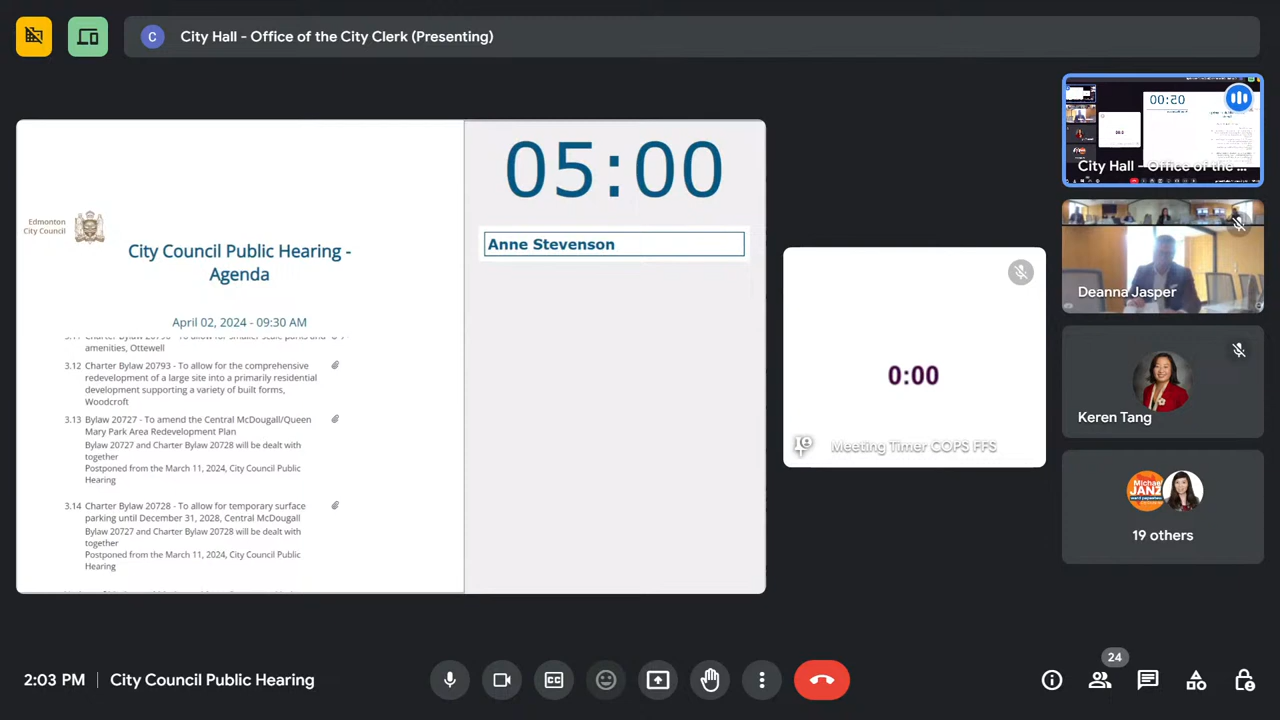 City Hall - Office of the City Clerk (Presenting)
C
Edmonton
City Council
City Council Public Hearing -
Agenda
April 02, 2024 - 09:30 AM
amenities, Ottewell
3.12 Charter Bylaw 20793 - To allow for the comprehensive
redevelopment of a large site into a primarily residential
development supporting a variety of built forms,
Woodcroft
3.13 Bylaw 20727 - To amend the Central McDougall/Queen
Mary Park Area Redevelopment Plan
Bylaw 20727 and Charter Bylaw 20728 will be dealt with
together
Postponed from the March 11, 2024, City Council Public
Hearing
3.14 Charter Bylaw 20728 - To allow for temporary surface
parking until December 31, 2028, Central McDougall
Bylaw 20727 and Charter Bylaw 20728 will be dealt with
together
Postponed from the March 11, 2024, City Council Public
Hearing
05:00
Anne Stevenson
0:00
Meeting Timer COPS FFS
00:50
City Hall - Office of the ...
Deanna Jasper
Keren Tang
Michael
JANZ
19 others
2:03 PM
City Council Public Hearing
CC
24